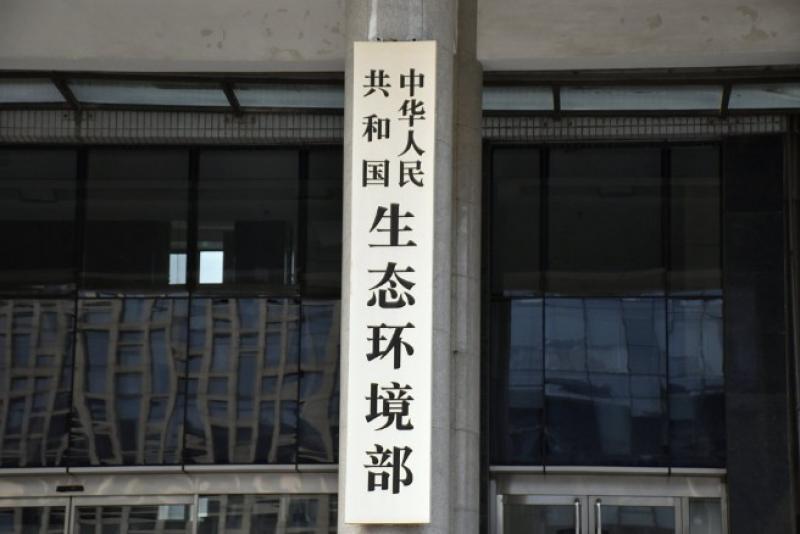 中华人民
共和国
生态环境部